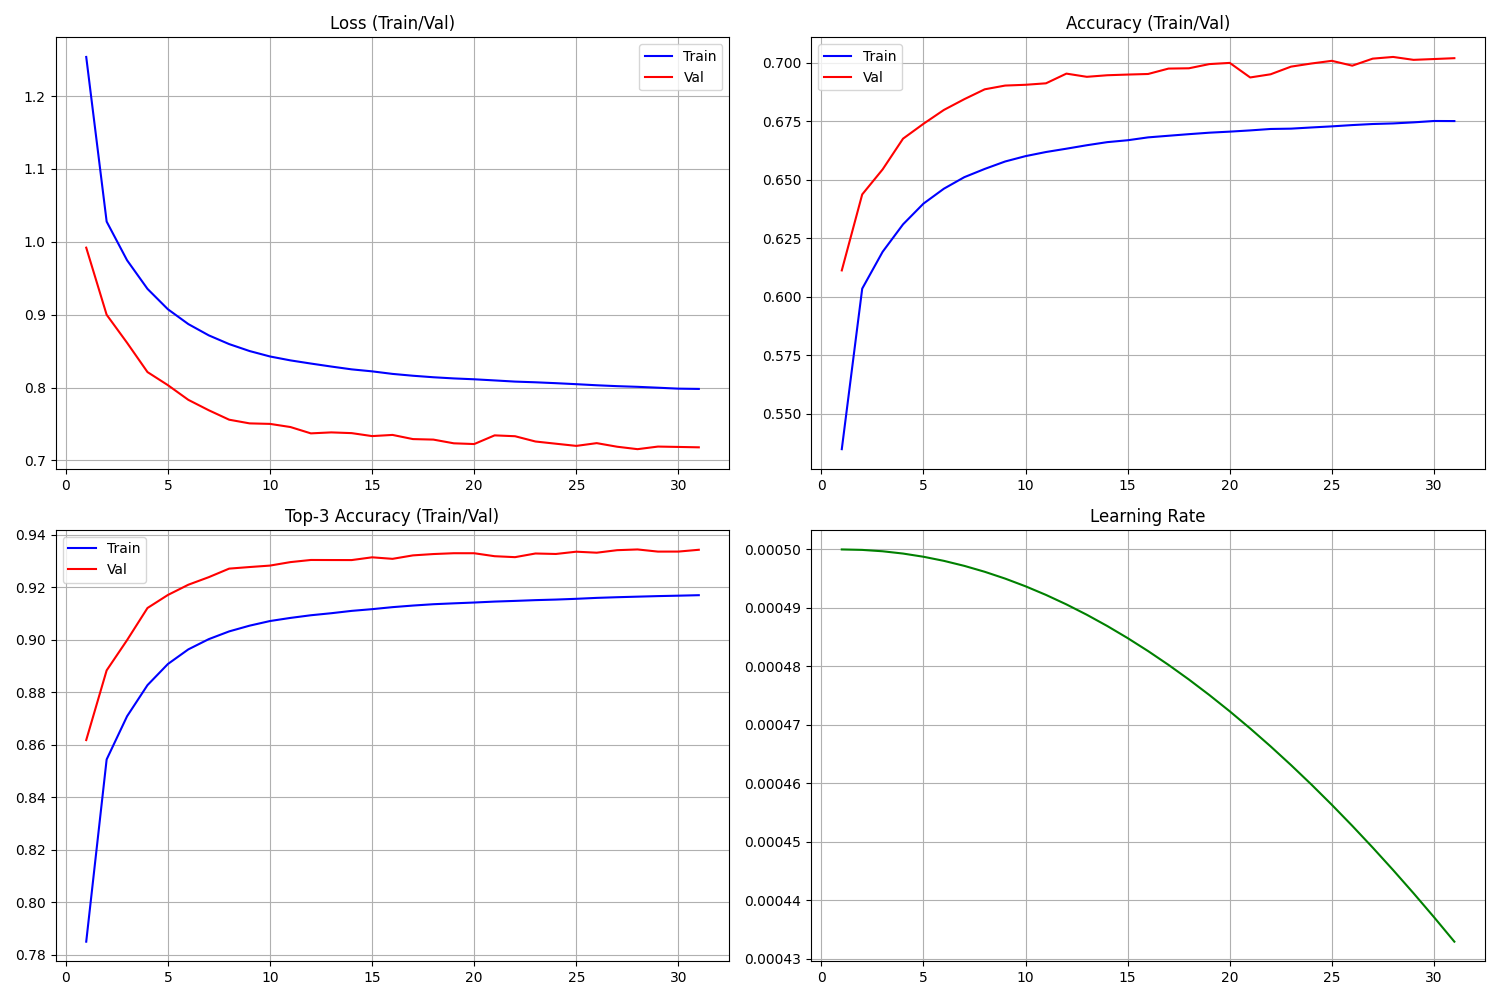 Loss (Train/Val)
Train
Val
1.2
1.1
1.0
0.9
0.8
0.7
0 5 10 15 20 25 30
Accuracy (Train/Val)
Train
Val
0.700
0.675
0.650
0.625
0.600
0.575
0.550
0 5 10 15 20 25 30
Top-3 Accuracy (Train/Val)
Train
Val
0.94
0.92
0.90
0.88
0.86
0.84
0.82
0.80
0.78
0 5 10 15 20 25 30
Learning Rate
0.00050
0.00049
0.00048
0.00047
0.00046
0.00045
0.00044
0.00043
0 5 10 15 20 25 30